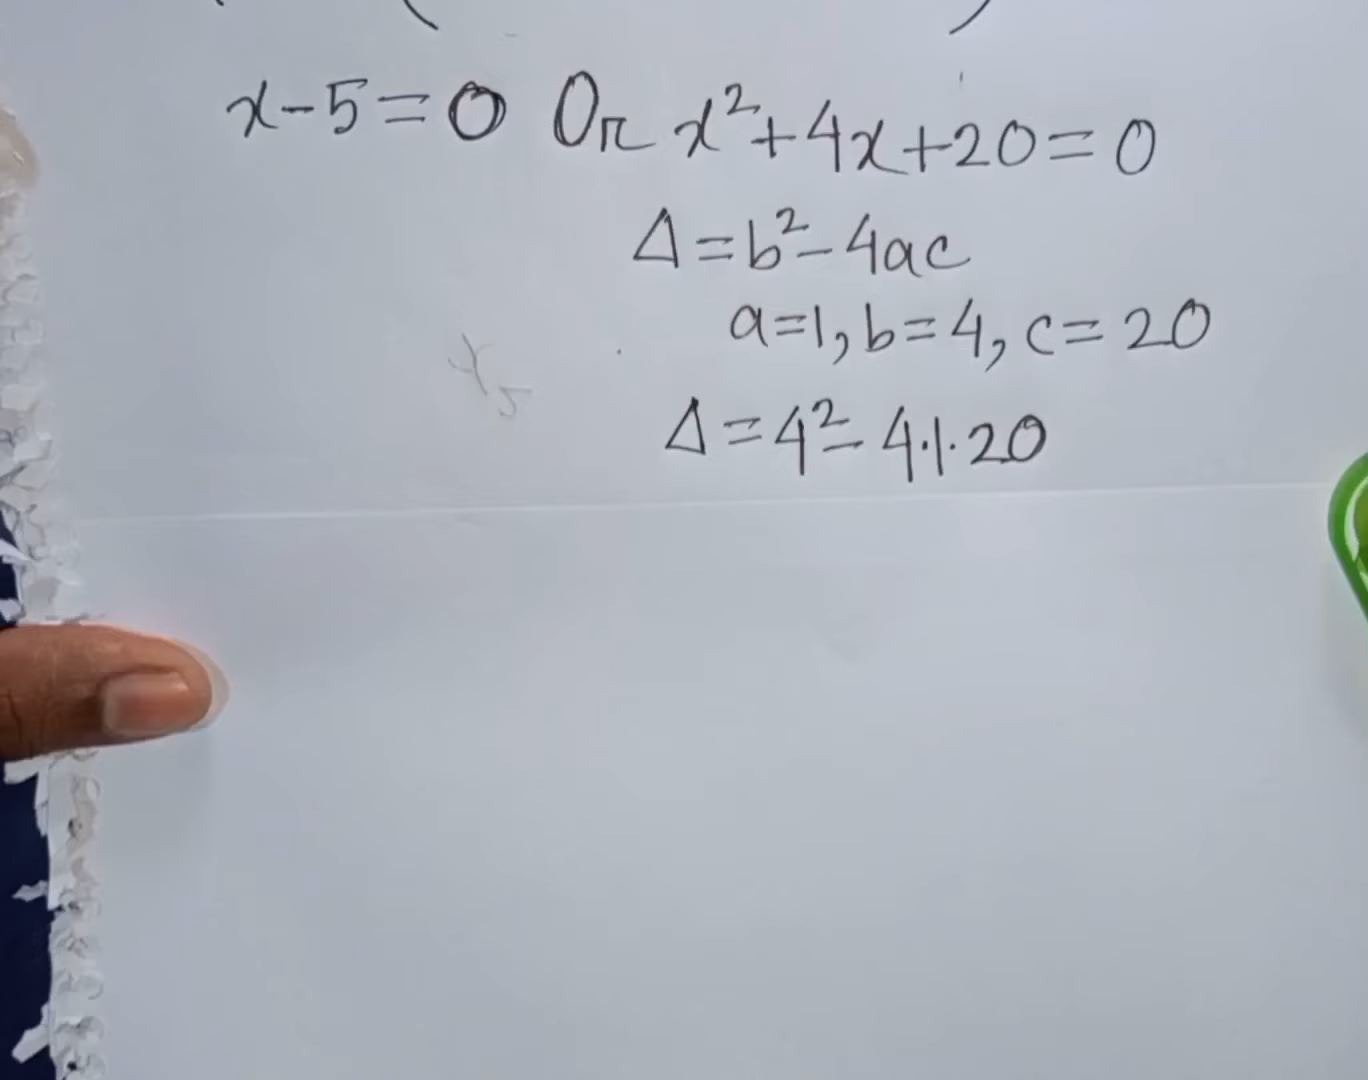 x-5=0 Or x²+4x+20=0
Δ=b²-4ac
a=1, b=4, c=20
Δ=4²-4·1·20